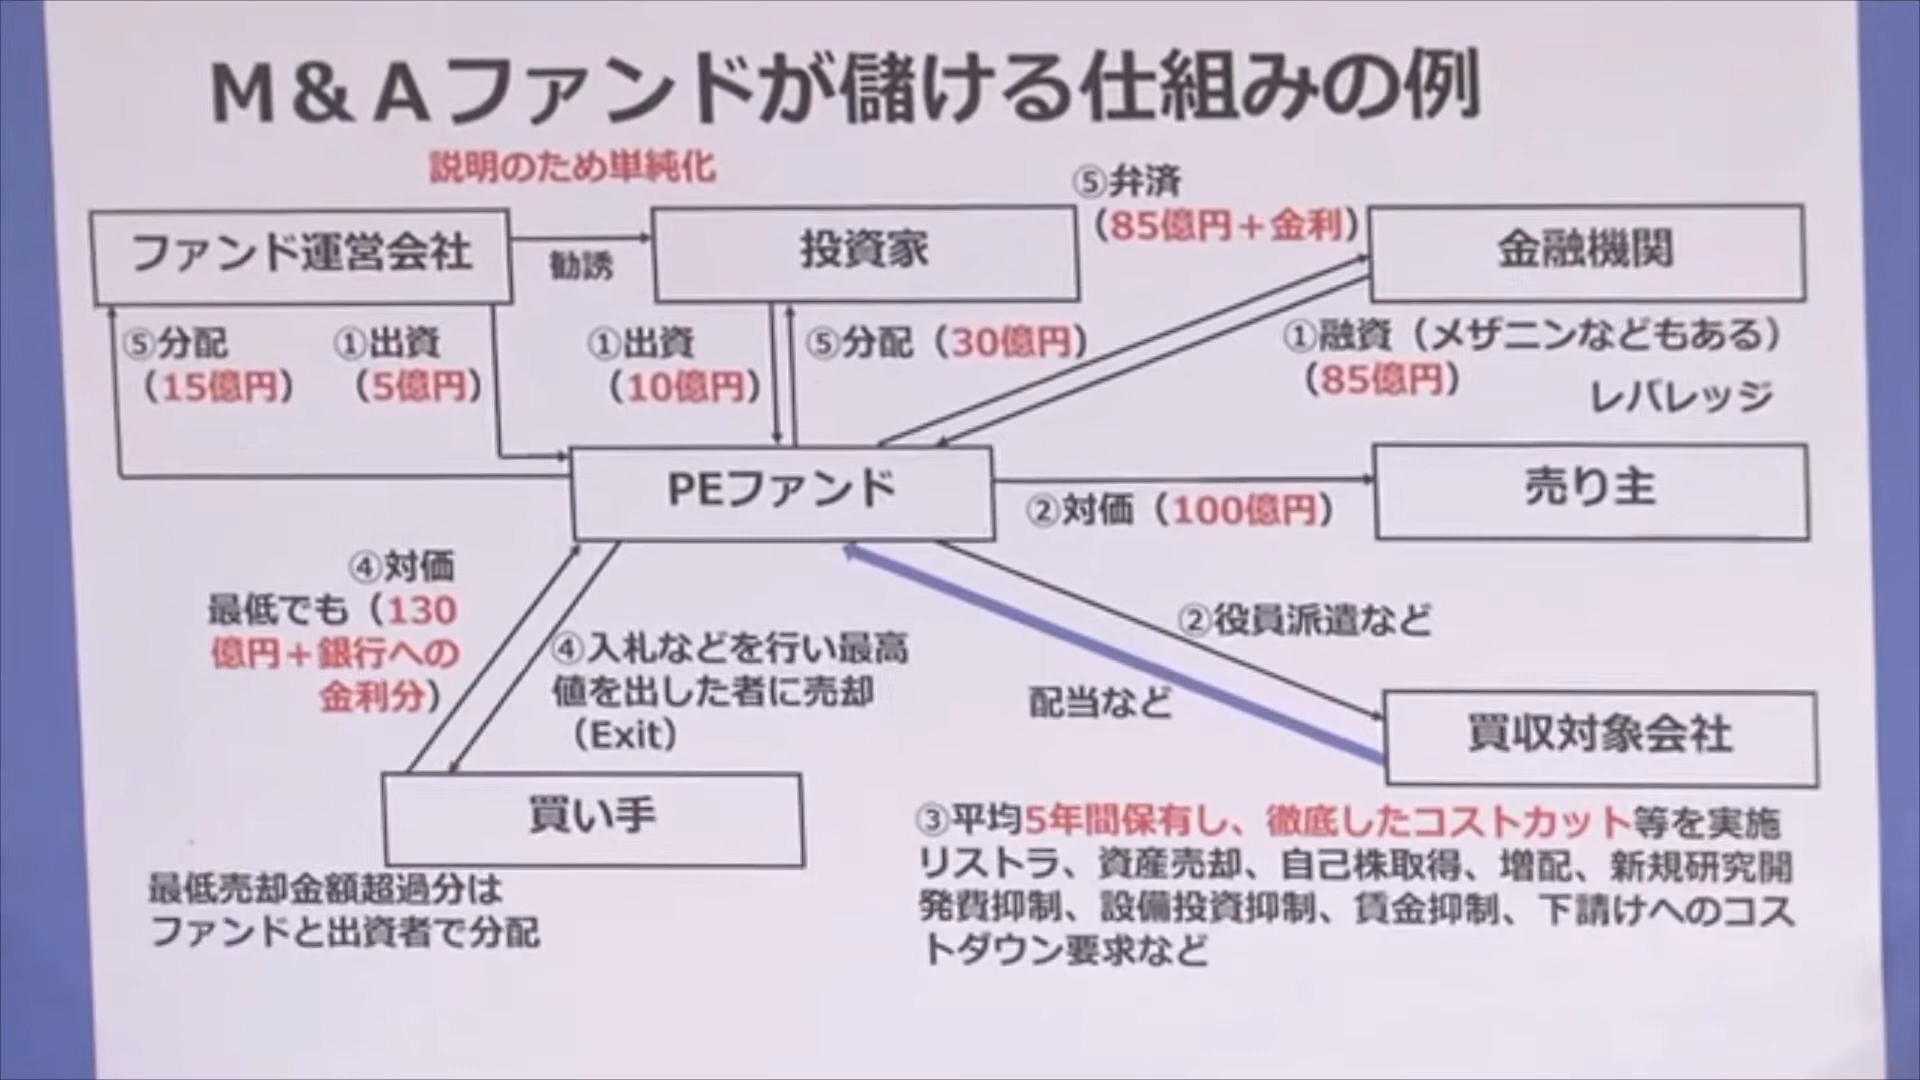 M&Aファンドが儲ける仕組みの例
説明のため単純化
⑤弁済
(85億円+金利)
ファンド運営会社
勧誘
投資家
金融機関
⑤分配
(15億円)
①出資
(5億円)
①出資
(10億円)
⑤分配(30億円)
①融資(メザニンなどもある)
(85億円)
レバレッジ
PEファンド
②対価(100億円)
売り主
④対価
最低でも(130
億円+銀行への
金利分)
④入札などを行い最高
値を出した者に売却
(Exit)
②役員派遣など
配当など
買収対象会社
買い手
③平均5年間保有し、徹底したコストカット等を実施
リストラ、資産売却、自己株取得、増配、新規研究開
発費抑制、設備投資抑制、賃金抑制、下請けへのコス
トダウン要求など
最低売却金額超過分は
ファンドと出資者で分配